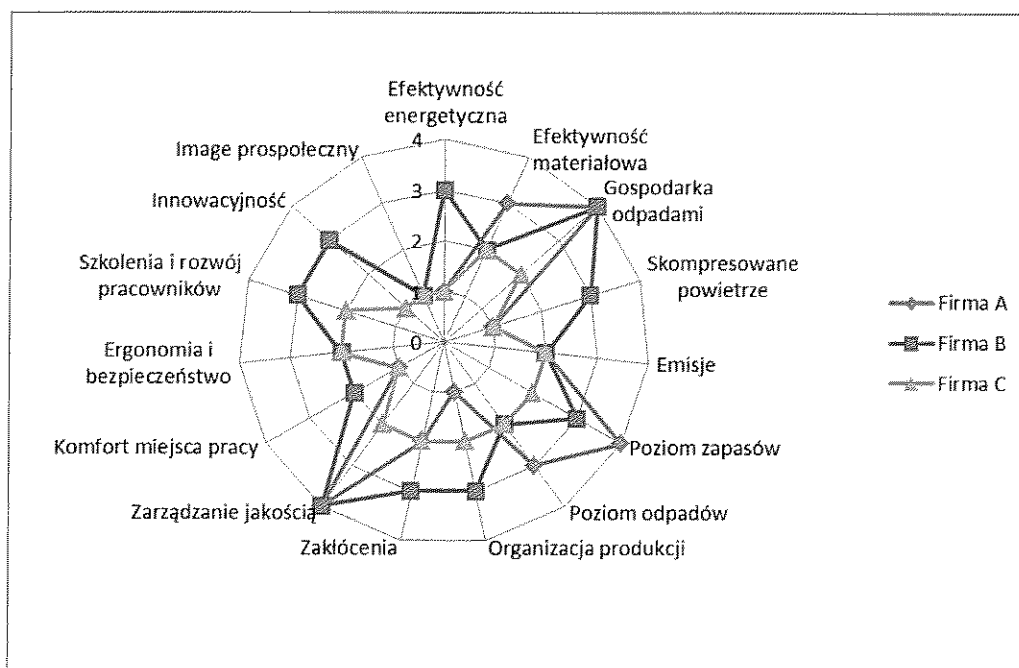 Efektywność
energetyczna
Efektywność
materiałowa
Gospodarka
odpadami
Skompresowane
powietrze
Emisje
Poziom zapasów
Poziom odpadów
Organizacja produkcji
Zakłócenia
Zarządzanie jakością
Komfort miejsca pracy
Ergonomia i
bezpieczeństwo
Szkolenia i rozwój
pracowników
Innowacyjność
Image prospołeczny
4
3
2
1
0
Firma A
Firma B
Firma C